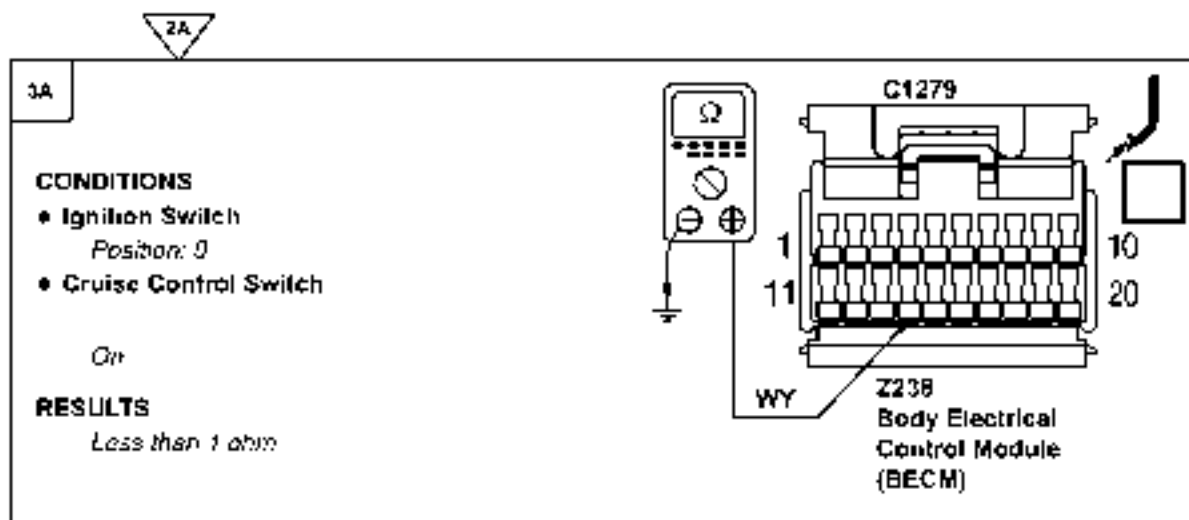 2A
3A
CONDITIONS
• Ignition Switch
Position: 0
• Cruise Control Switch
On
RESULTS
Less than 1 ohm
Ω
C1279
1
10
11
20
WY
Z238
Body Electrical
Control Module
(BECM)